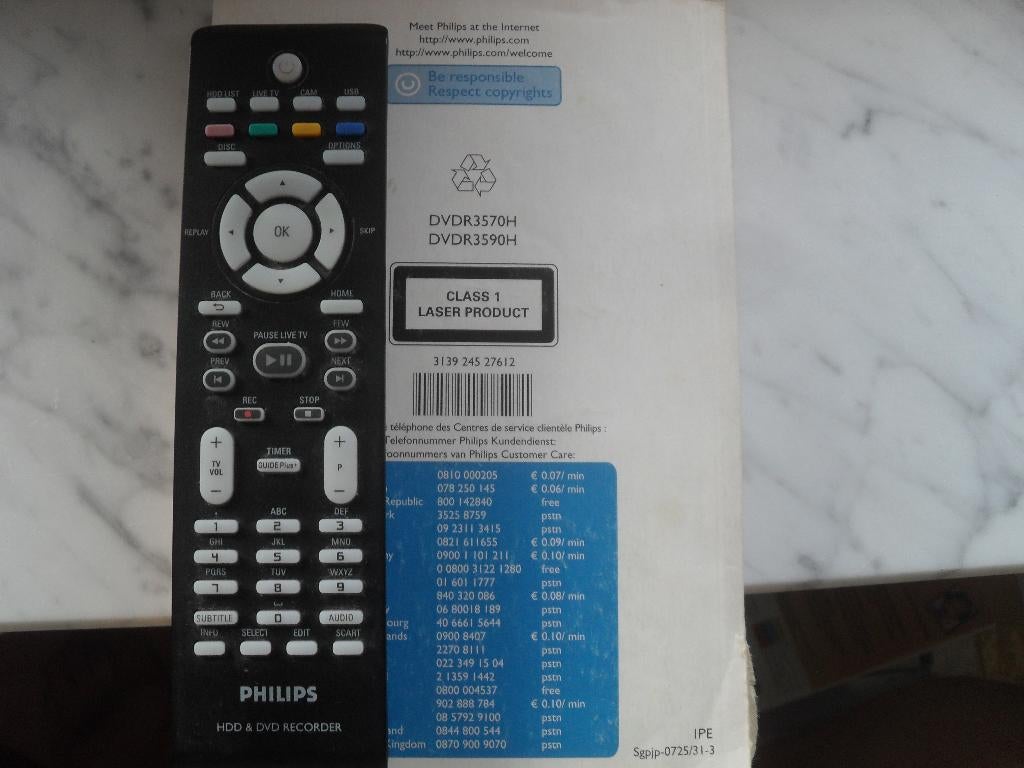 HDD LIST LIVE TV CAM USB
DISC OPTIONS
OK
REPLAY SKIP
BACK HOME
REW FFW
PAUSE LIVE TV
PREV NEXT
REC STOP
+ +
TV VOL P
TIMER
GUIDE Plus+
− −
. ABC DEF
1 2 3
GHI JKL MNO
4 5 6
PQRS TUV WXYZ
7 8 9
SUBTITLE 0 AUDIO
INFO SELECT EDIT SCART
PHILIPS
HDD & DVD RECORDER
Meet Philips at the Internet
http://www.philips.com
http://www.philips.com/welcome
Be responsible
Respect copyrights
DVDR3570H
DVDR3590H
CLASS 1
LASER PRODUCT
3139 245 27612
téléphone des Centres de service clientèle Philips :
Telefonnummer Philips Kundendienst:
oonnummers van Philips Customer Care:
0810 000205 € 0.07/ min
078 250 145 € 0.06/ min
Republic 800 142840 free
rk 3525 8759 pstn
09 2311 3415 pstn
0821 611655 € 0.09/ min
y 0900 1 101 211 € 0.10/ min
0 0800 3122 1280 free
01 601 1777 pstn
840 320 086 € 0.08/ min
06 80018 189 pstn
ourg 40 6661 5644 pstn
ands 0900 8407 € 0.10/ min
2270 8111 pstn
022 349 15 04 pstn
2 1359 1442 pstn
0800 004537 free
902 888 784 € 0.10/ min
08 5792 9100 pstn
and 0844 800 544 pstn
Kingdom 0870 900 9070 pstn
IPE
Sgpjp-0725/31-3